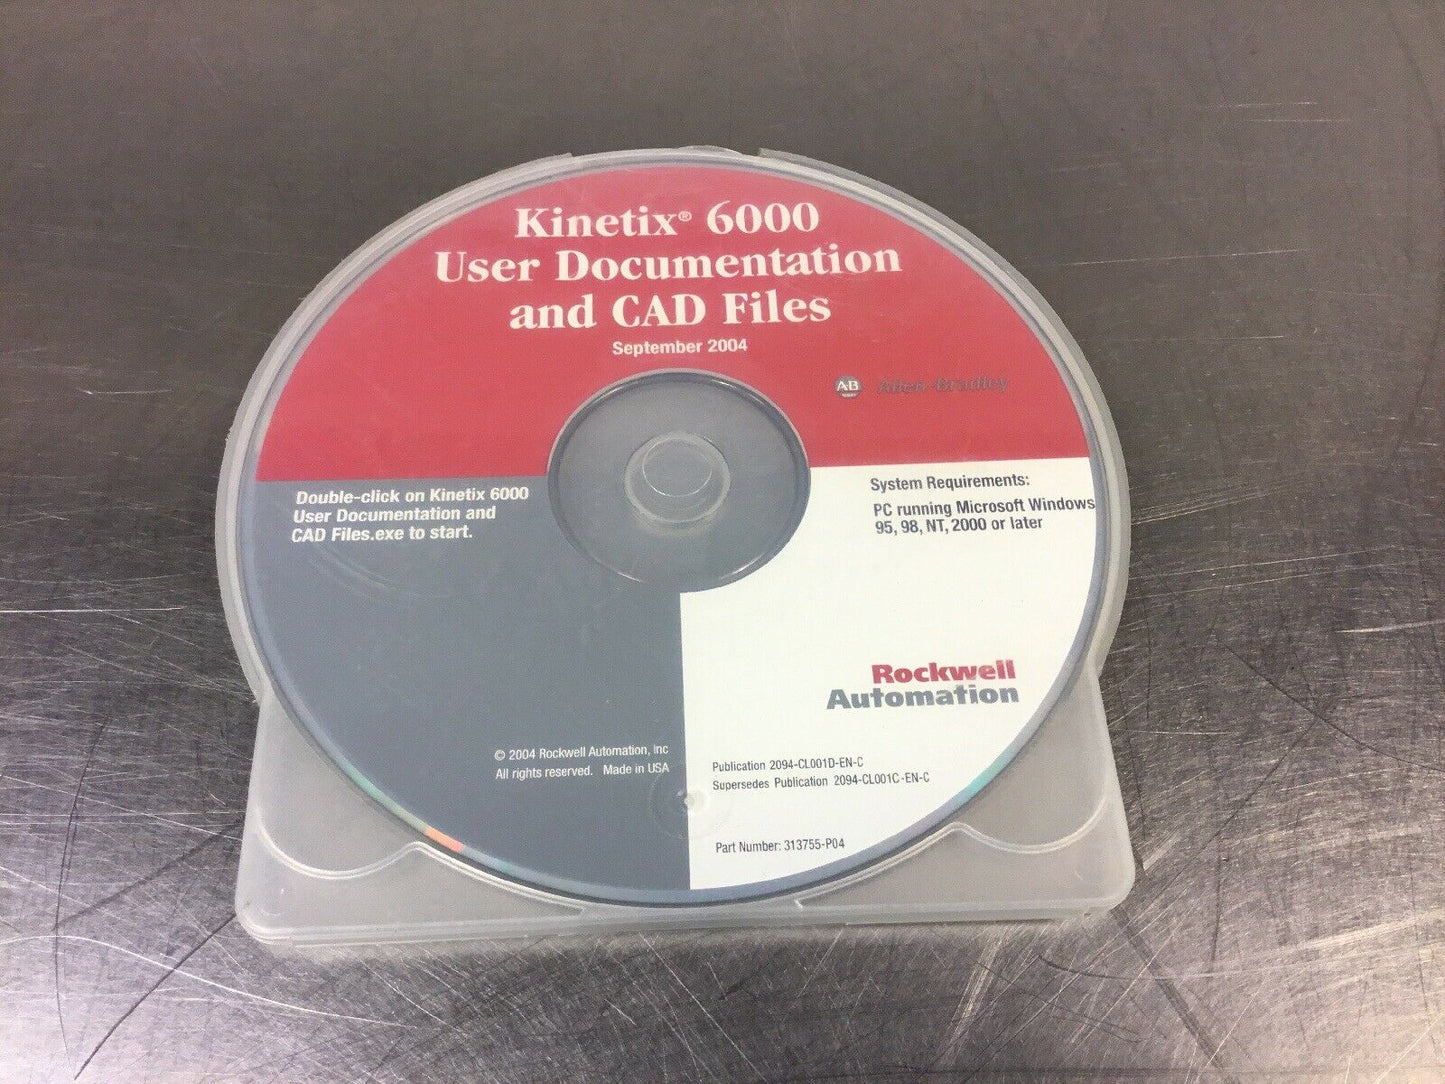 Kinetix® 6000
User Documentation
and CAD Files
September 2004
A-B Allen-Bradley
Double-click on Kinetix 6000
User Documentation and
CAD Files.exe to start.
System Requirements:
PC running Microsoft Windows
95, 98, NT, 2000 or later
Rockwell
Automation
© 2004 Rockwell Automation, Inc
All rights reserved. Made in USA
Publication 2094-CL001D-EN-C
Supersedes Publication 2094-CL001C-EN-C
Part Number: 313755-P04